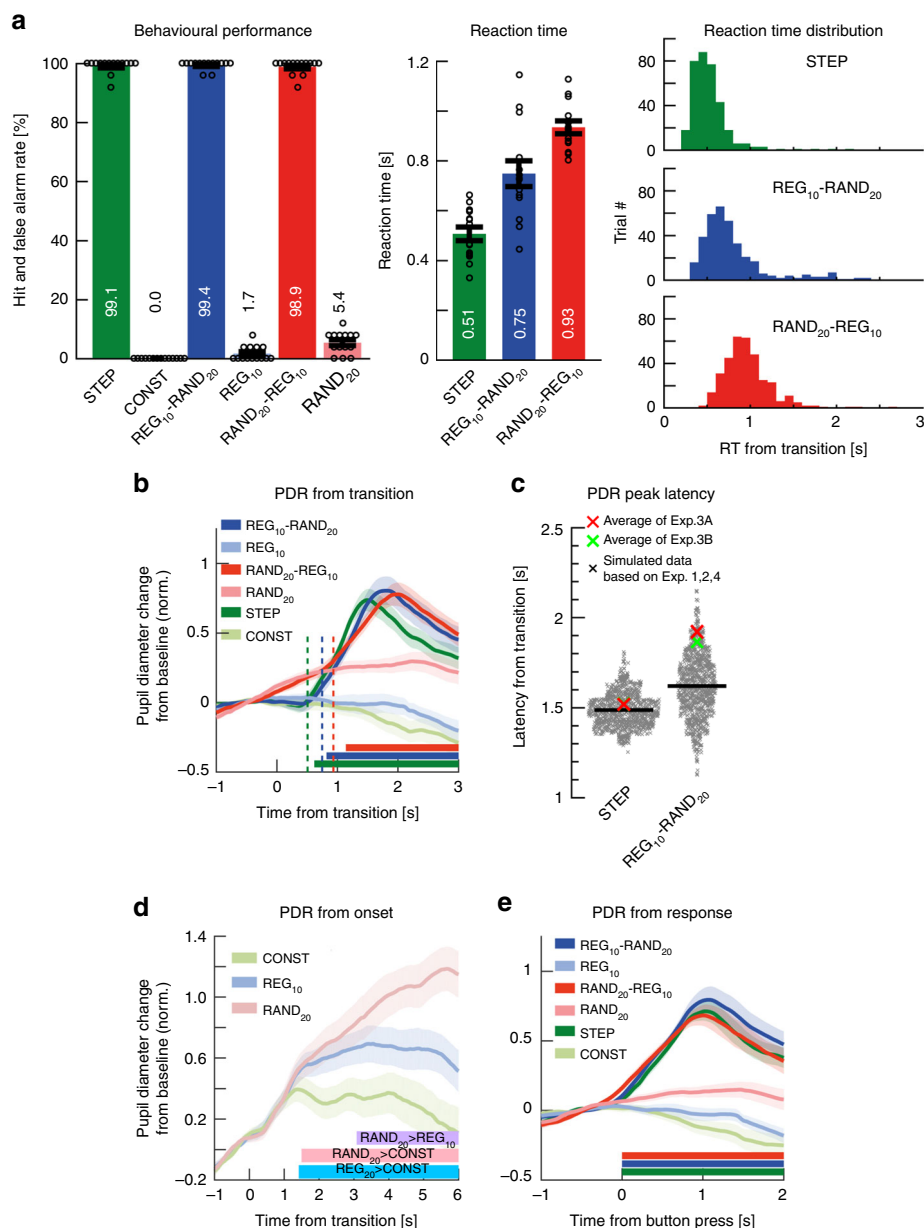 a
Behavioural performance
Hit and false alarm rate [%]
100
80
60
40
20
0
99.1
0.0
99.4
1.7
98.9
5.4
STEP
CONST
REG₁₀-RAND₂₀
REG₁₀
RAND₂₀-REG₁₀
RAND₂₀
Reaction time
Reaction time [s]
1.2
0.8
0.4
0
0.51
0.75
0.93
STEP
REG₁₀-RAND₂₀
RAND₂₀-REG₁₀
Reaction time distribution
STEP
80
40
0
REG₁₀-RAND₂₀
Trial #
80
40
0
RAND₂₀-REG₁₀
80
40
0
0 1 2 3
RT from transition [s]
b
PDR from transition
REG₁₀-RAND₂₀
REG₁₀
RAND₂₀-REG₁₀
RAND₂₀
STEP
CONST
Pupil diameter change
from baseline (norm.)
1
0.5
0
–0.5
–1 0 1 2 3
Time from transition [s]
c
PDR peak latency
Average of Exp.3A
Average of Exp.3B
Simulated data
based on Exp. 1,2,4
Latency from transition [s]
2.5
2
1.5
1
STEP
REG₁₀-RAND₂₀
d
PDR from onset
CONST
REG₁₀
RAND₂₀
Pupil diameter change
from baseline (norm.)
1.4
1.0
0.6
0.2
–0.2
RAND₂₀>REG₁₀
RAND₂₀>CONST
REG₂₀>CONST
–1 0 1 2 3 4 5 6
Time from transition [s]
e
PDR from response
REG₁₀-RAND₂₀
REG₁₀
RAND₂₀-REG₁₀
RAND₂₀
STEP
CONST
1
0.5
0
–0.5
–1 0 1 2
Time from button press [s]